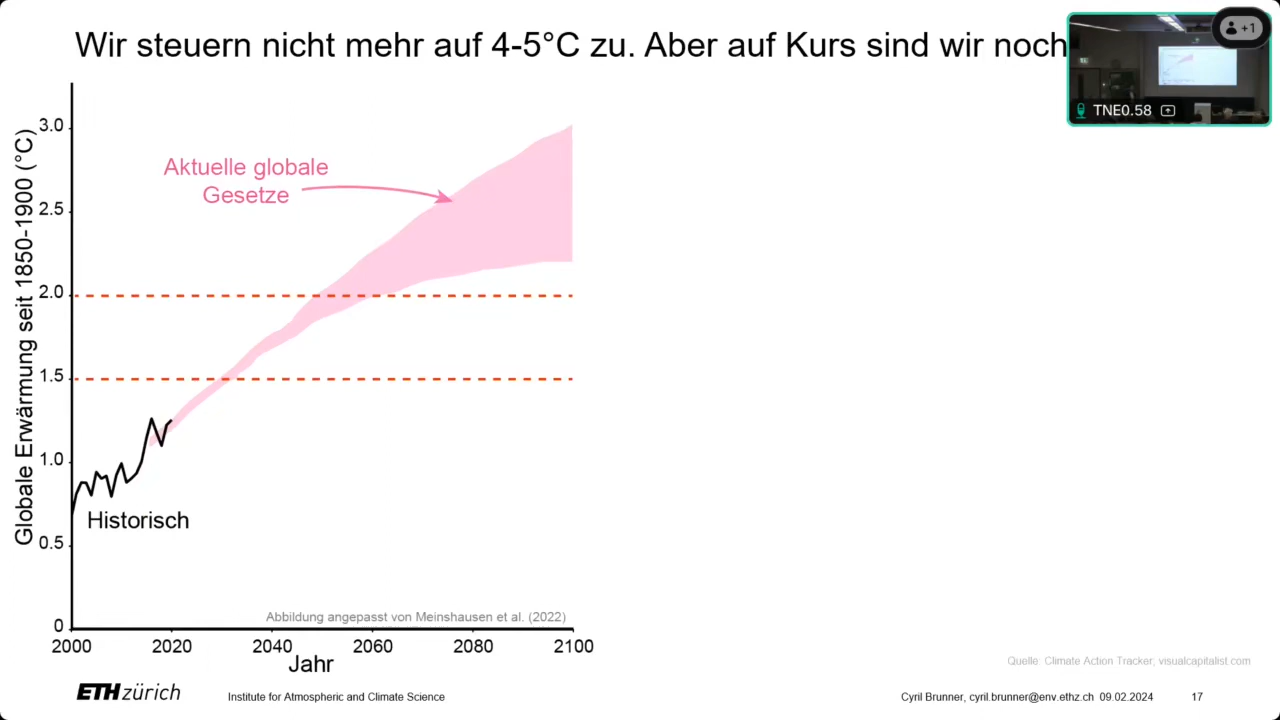 Wir steuern nicht mehr auf 4-5°C zu. Aber auf Kurs sind wir noch
+1
TNE0.58
Globale Erwärmung seit 1850-1900 (°C)
3.0
2.5
2.0
1.5
1.0
0.5
0
Aktuelle globale
Gesetze
Historisch
Abbildung angepasst von Meinshausen et al. (2022)
2000 2020 2040 2060 2080 2100
Jahr
Quelle: Climate Action Tracker, visualcapitalist.com
ETH zürich
Institute for Atmospheric and Climate Science
Cyril Brunner, cyril.brunner@env.ethz.ch 09.02.2024 17